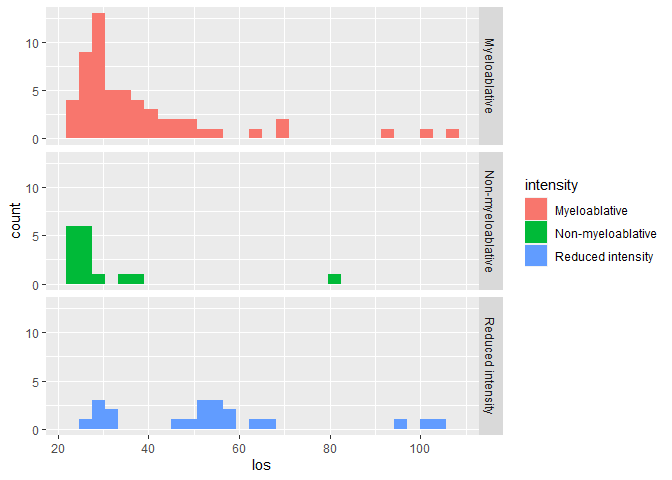 10
5
0
Myeloablative
10
5
0
Non-myeloablative
10
5
0
Reduced intensity
20
40
60
80
100
los
count
intensity
Myeloablative
Non-myeloablative
Reduced intensity